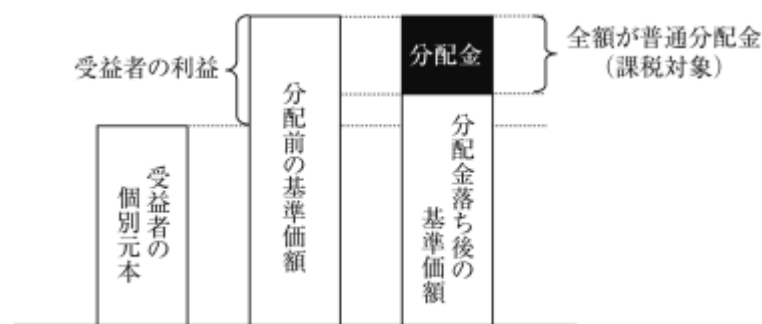 受益者の利益
分配金
全額が普通分配金
（課税対象）
受益者の
個別元本
分配前の基準価額
分配金落ち後の
基準価額